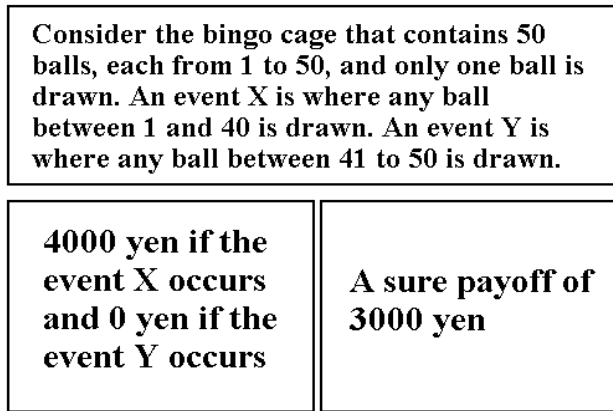 Consider the bingo cage that contains 50
balls, each from 1 to 50, and only one ball is
drawn. An event X is where any ball
between 1 and 40 is drawn. An event Y is
where any ball between 41 to 50 is drawn.
4000 yen if the
event X occurs
and 0 yen if the
event Y occurs
A sure payoff of
3000 yen